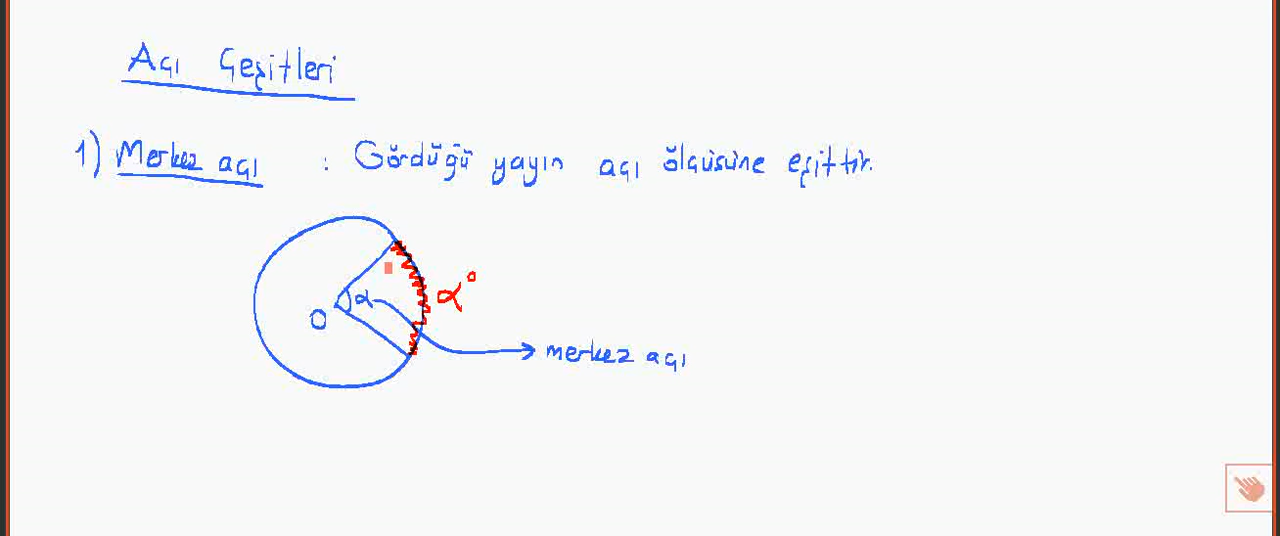 Açı Çeşitleri
1) Merkez açı : Gördüğü yayın açı ölçüsüne eşittir.
α°
α
O
merkez açı